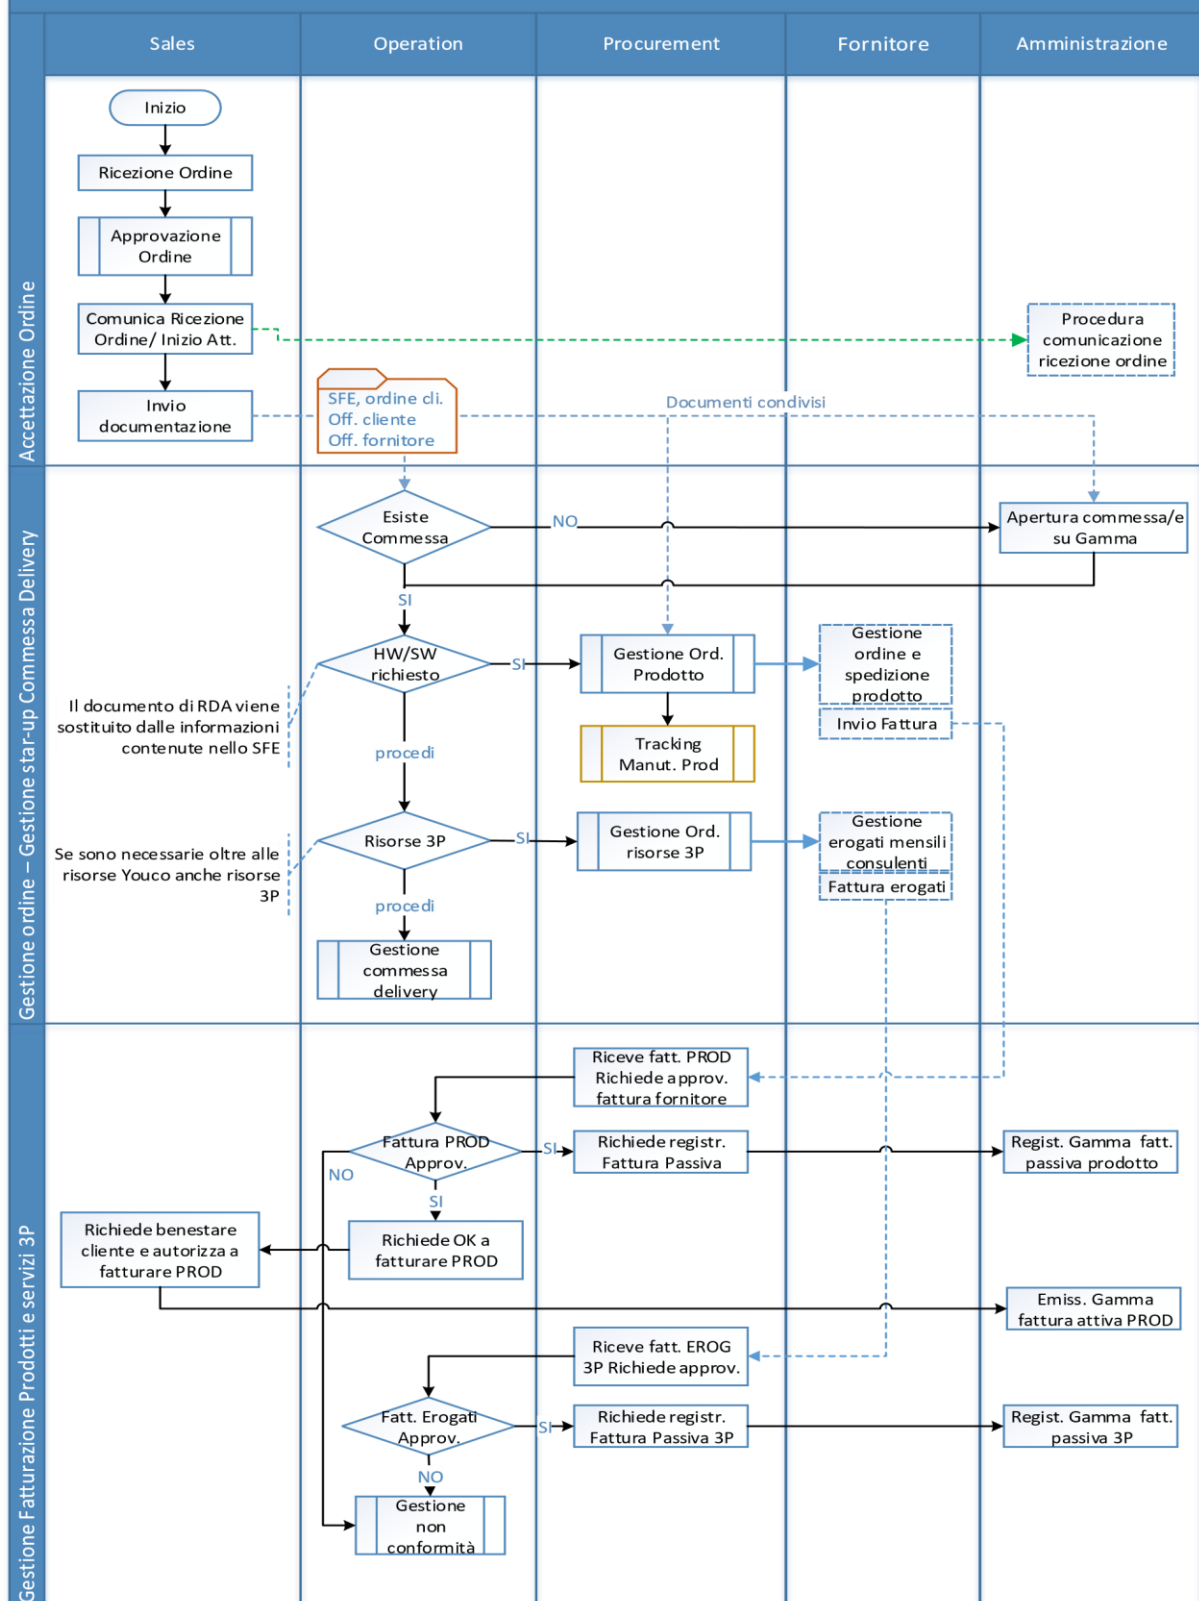 Sales
Operation
Procurement
Fornitore
Amministrazione
Accettazione Ordine
Inizio
Ricezione Ordine
Approvazione
Ordine
Comunica Ricezione
Ordine/ Inizio Att.
Procedura
comunicazione
ricezione ordine
Invio
documentazione
SFE, ordine cli.
Off. cliente
Off. fornitore
Documenti condivisi
Gestione ordine – Gestione star-up Commessa Delivery
Esiste
Commessa
NO
Apertura commessa/e
su Gamma
SI
HW/SW
richiesto
SI
Gestione Ord.
Prodotto
Gestione
ordine e
spedizione
prodotto
Invio Fattura
Il documento di RDA viene
sostituito dalle informazioni
contenute nello SFE
procedi
Tracking
Manut. Prod
Risorse 3P
SI
Gestione Ord.
risorse 3P
Gestione
erogati mensili
consulenti
Fattura erogati
Se sono necessarie oltre alle
risorse Youco anche risorse
3P
procedi
Gestione
commessa
delivery
Gestione Fatturazione Prodotti e servizi 3P
Riceve fatt. PROD
Richiede approv.
fattura fornitore
Fattura PROD
Approv.
SI
Richiede registr.
Fattura Passiva
Regist. Gamma fatt.
passiva prodotto
NO
SI
Richiede OK a
fatturare PROD
Richiede benestare
cliente e autorizza a
fatturare PROD
Emiss. Gamma
fattura attiva PROD
Riceve fatt. EROG
3P Richiede approv.
Fatt. Erogati
Approv.
SI
Richiede registr.
Fattura Passiva 3P
Regist. Gamma fatt.
passiva 3P
NO
Gestione
non
conformità